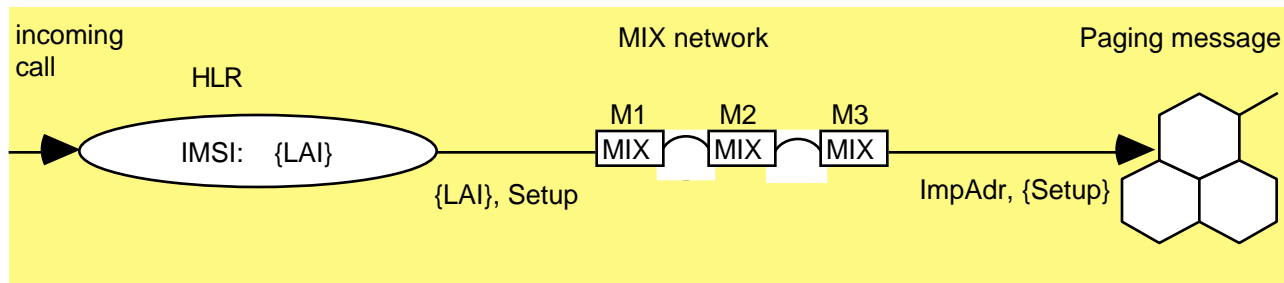 incoming
call
HLR
MIX network
Paging message
M1
M2
M3
IMSI: {LAI}
MIX
MIX
MIX
{LAI}, Setup
ImpAdr, {Setup}